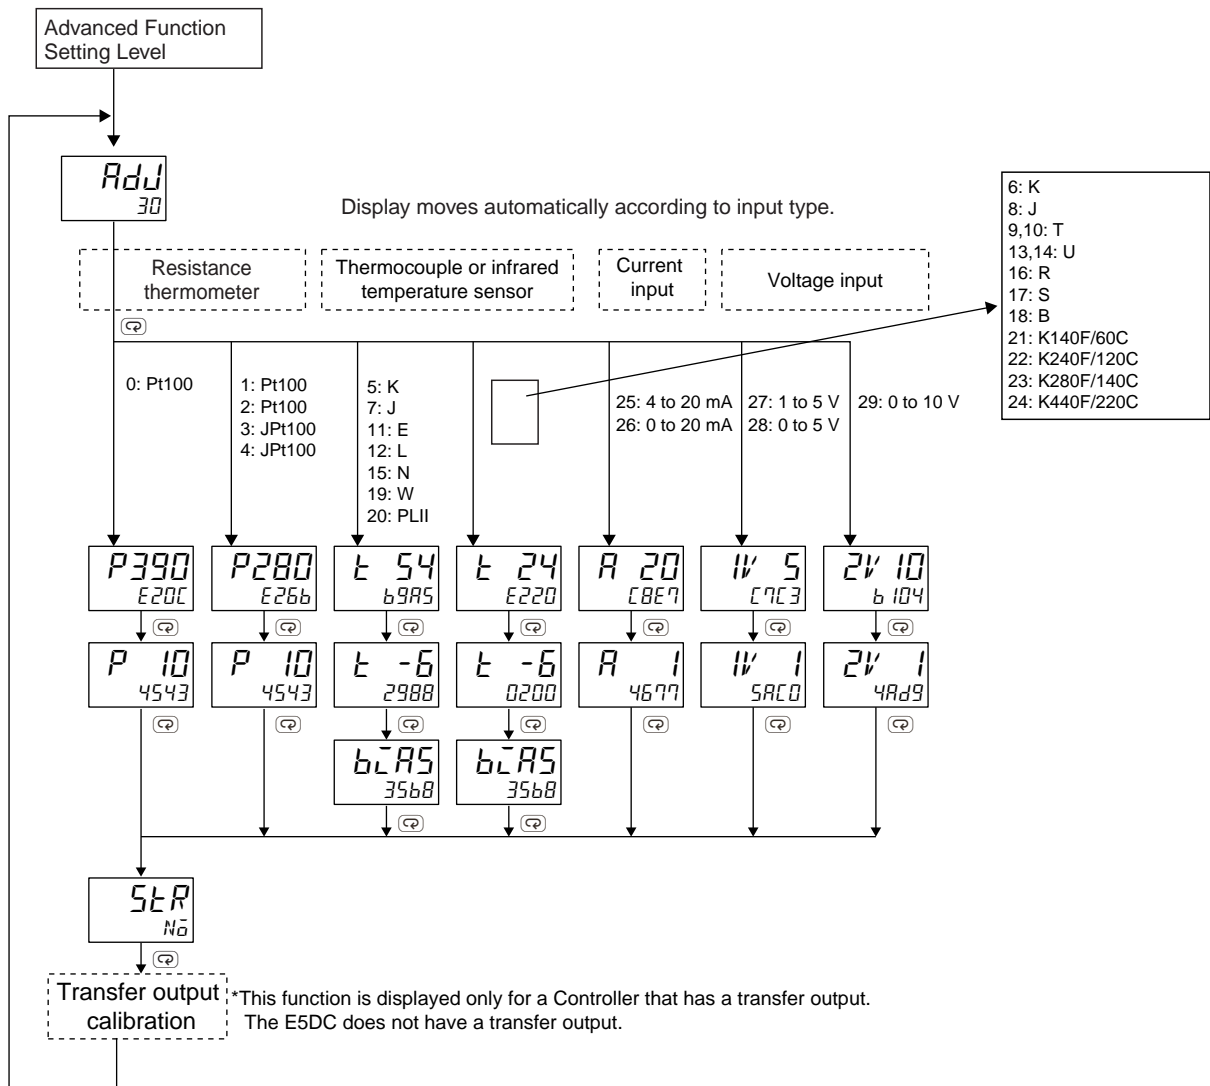 Advanced Function
Setting Level
AdJ
30
Display moves automatically according to input type.
Resistance
thermometer
Thermocouple or infrared
temperature sensor
Current
input
Voltage input
6: K
8: J
9,10: T
13,14: U
16: R
17: S
18: B
21: K140F/60C
22: K240F/120C
23: K280F/140C
24: K440F/220C
0: Pt100
1: Pt100
2: Pt100
3: JPt100
4: JPt100
5: K
7: J
11: E
12: L
15: N
19: W
20: PLII
25: 4 to 20 mA
26: 0 to 20 mA
27: 1 to 5 V
28: 0 to 5 V
29: 0 to 10 V
P390
E20C
P280
E26b
t 54
b9A5
t 24
E220
A 20
C8E7
1V 5
C7C3
2V 10
b104
P 10
4543
P 10
4543
t -6
2988
t -6
0200
A 1
4677
1V 1
5AC0
2V 1
4Ad9
biAS
35b8
biAS
35b8
StR
No
Transfer output
calibration
*This function is displayed only for a Controller that has a transfer output.
The E5DC does not have a transfer output.